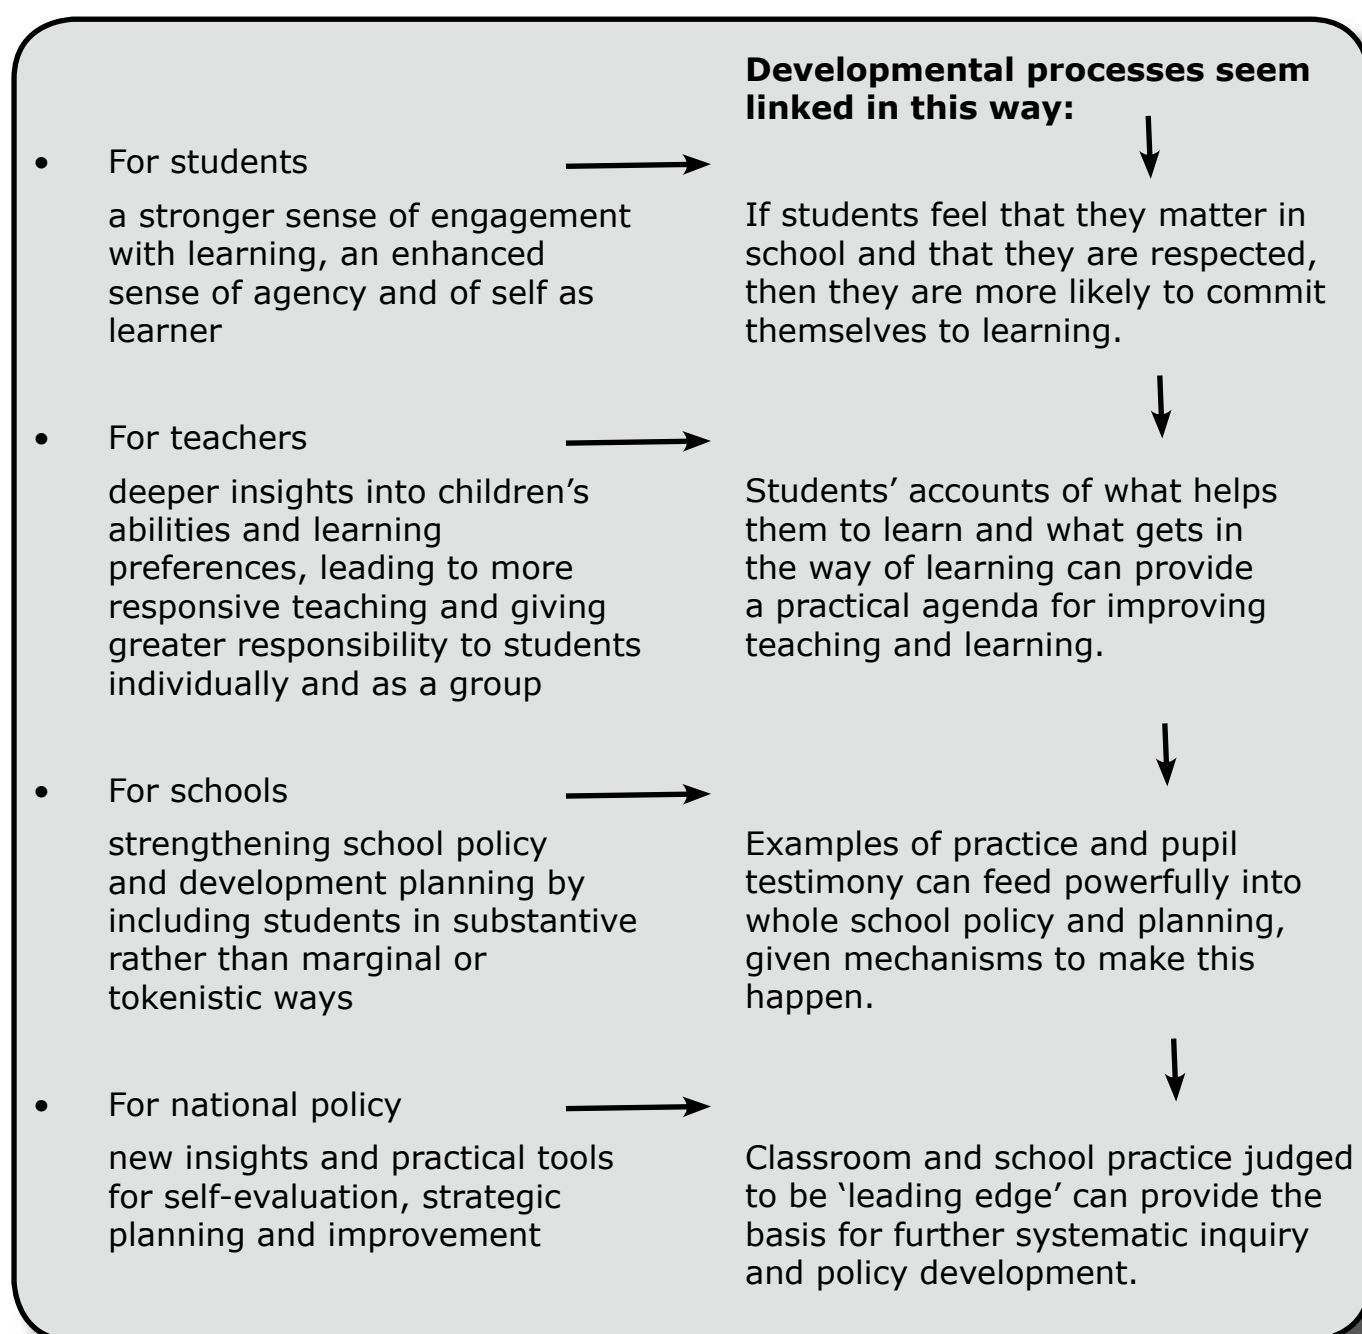 Developmental processes seem
linked in this way:
• For students
a stronger sense of engagement
with learning, an enhanced
sense of agency and of self as
learner
If students feel that they matter in
school and that they are respected,
then they are more likely to commit
themselves to learning.
• For teachers
deeper insights into children’s
abilities and learning
preferences, leading to more
responsive teaching and giving
greater responsibility to students
individually and as a group
Students’ accounts of what helps
them to learn and what gets in
the way of learning can provide
a practical agenda for improving
teaching and learning.
• For schools
strengthening school policy
and development planning by
including students in substantive
rather than marginal or
tokenistic ways
Examples of practice and pupil
testimony can feed powerfully into
whole school policy and planning,
given mechanisms to make this
happen.
• For national policy
new insights and practical tools
for self-evaluation, strategic
planning and improvement
Classroom and school practice judged
to be ‘leading edge’ can provide the
basis for further systematic inquiry
and policy development.